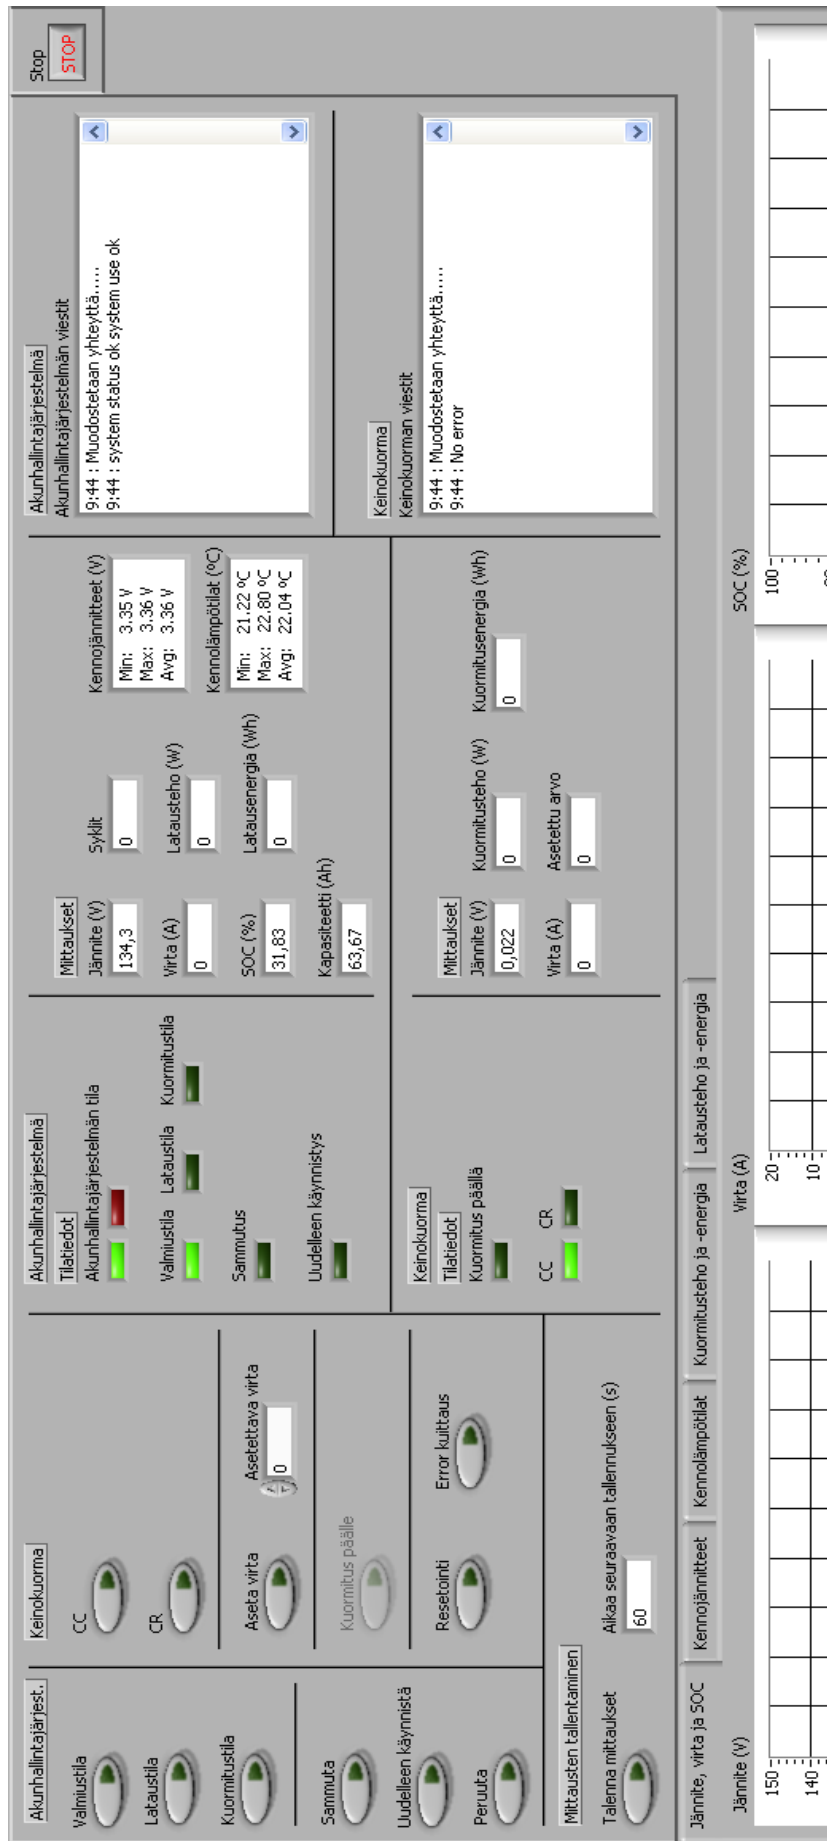 Akunhallintajärjest.
Valmiustila
Lataustila
Kuormitustila
Sammuta
Uudelleen käynnistä
Peruuta
Keinokuorma
CC
CR
Aseta virta
Asetettava virta
0
Kuormitus päälle
Resetointi
Error kuittaus
Mittausten tallentaminen
Talenna mittaukset
Aikaa seuraavaan tallennukseen (s)
60
Akunhallintajärjestelmä
Tilatiedot
Akunhallintajärjestelmän tila
Valmiustila
Lataustila
Kuormitustila
Sammutus
Uudelleen käynnistys
Keinokuorma
Tilatiedot
Kuormitus päällä
CC
CR
Mittaukset
Jännite (V)
134,3
Virta (A)
0
SOC (%)
31,83
Kapasiteetti (Ah)
63,67
Syklit
0
Latausteho (W)
0
Latausenergia (Wh)
0
Kennojännitteet (V)
Min: 3.35 V
Max: 3.36 V
Avg: 3.36 V
Kennolämpötilat (ºC)
Min: 21.22 ºC
Max: 22.80 ºC
Avg: 22.04 ºC
Mittaukset
Jännite (V)
0,022
Virta (A)
0
Kuormitusteho (W)
0
Asetettu arvo
0
Kuormitusenergia (Wh)
0
Akunhallintajärjestelmä
Akunhallintajärjestelmän viestit
9:44 : Muodostetaan yhteyttä.....
9:44 : system status ok system use ok
Keinokuorma
Keinokuorman viestit
9:44 : Muodostetaan yhteyttä.....
9:44 : No error
Stop
STOP
Jännite, virta ja SOC
Kennojännitteet
Kennolämpötilat
Kuormitusteho ja -energia
Latausteho ja -energia
Jännite (V)
150
140
Virta (A)
20
10
SOC (%)
100